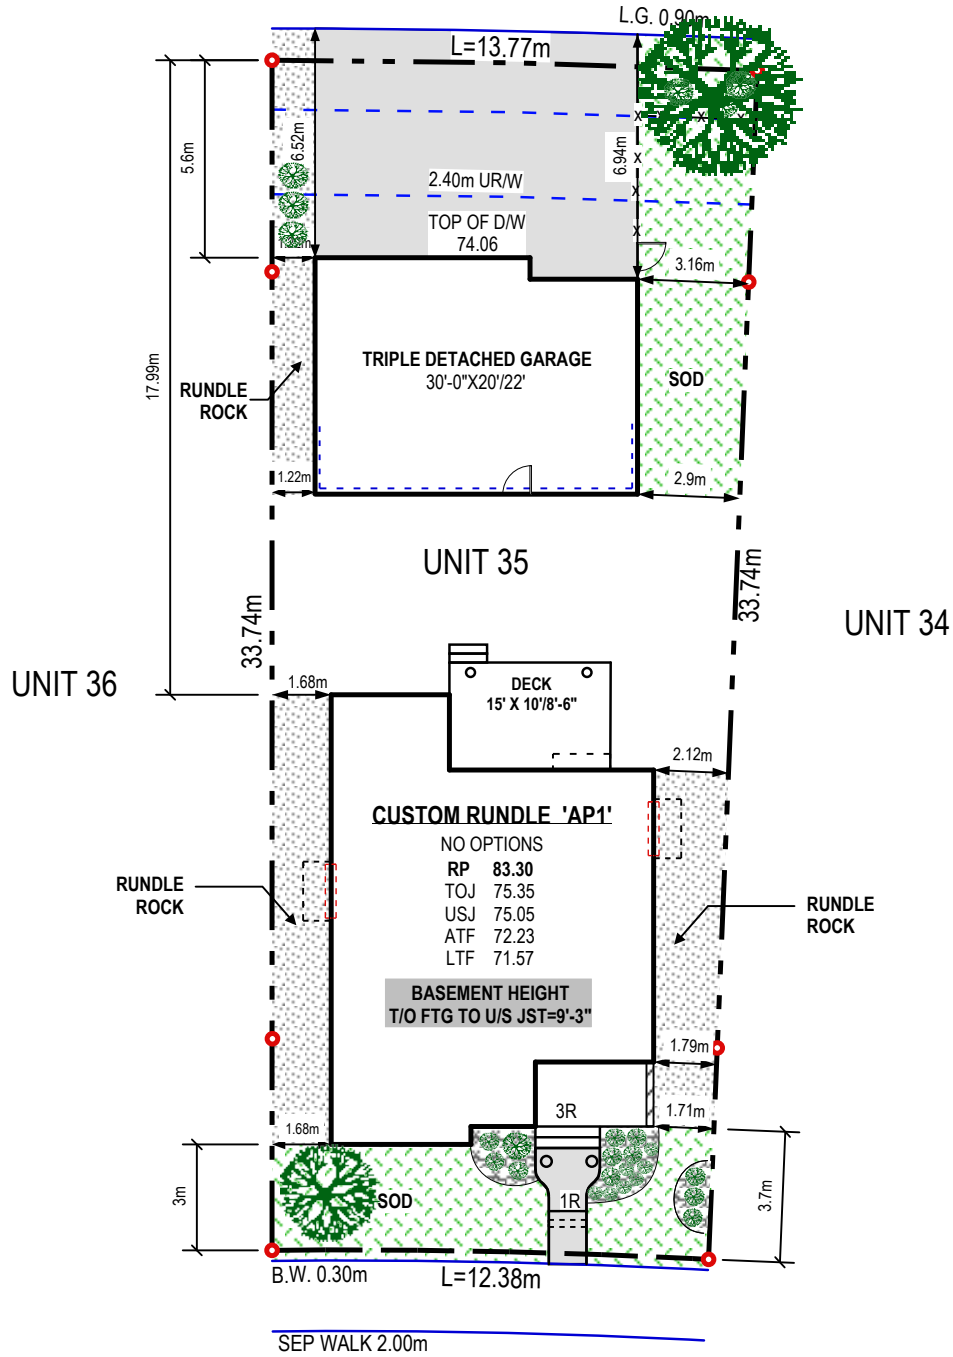 L.G. 0.90m
L=13.77m
5.6m
6.52m
6.94m
2.40m UR/W
TOP OF D/W
74.06
3.16m
17.99m
TRIPLE DETACHED GARAGE
30'-0"X20'/22'
SOD
RUNDLE
ROCK
1.22m
2.9m
UNIT 35
33.74m
33.74m
UNIT 34
UNIT 36
1.68m
DECK
15' X 10'/8'-6"
2.12m
CUSTOM RUNDLE 'AP1'
NO OPTIONS
RP 83.30
TOJ 75.35
USJ 75.05
ATF 72.23
LTF 71.57
BASEMENT HEIGHT
T/O FTG TO U/S JST=9'-3"
RUNDLE
ROCK
RUNDLE
ROCK
1.79m
1.71m
3R
1.68m
3m
SOD
1R
3.7m
B.W. 0.30m
L=12.38m
SEP WALK 2.00m